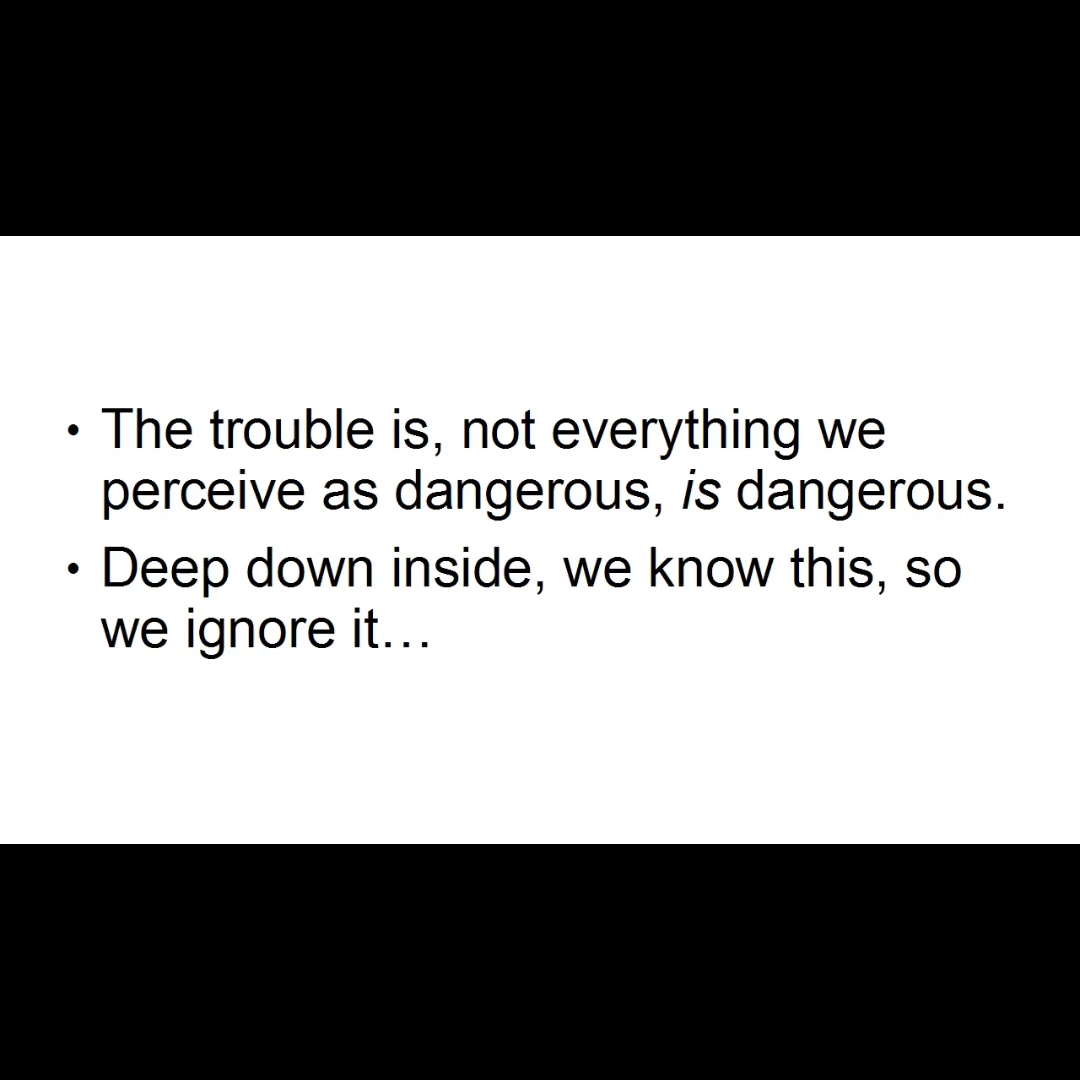 • The trouble is, not everything we
perceive as dangerous, is dangerous.
• Deep down inside, we know this, so
we ignore it…